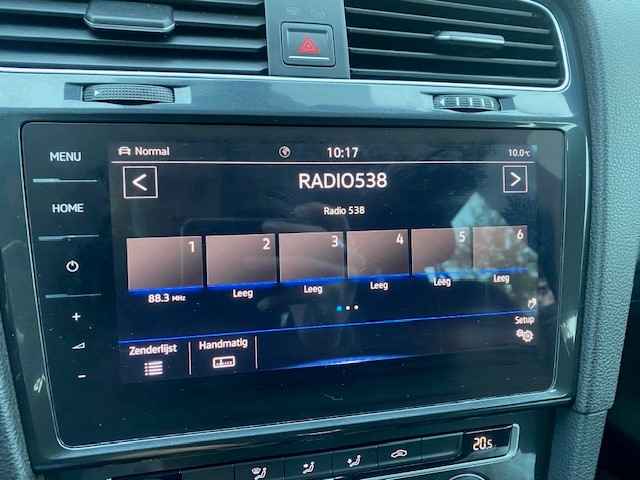 MENU
HOME
Normal 10:17 10.0°C
< RADIO538 >
Radio 538
1 2 3 4 5 6
88.3 MHz Leeg Leeg Leeg Leeg Leeg
Setup
Zenderlijst Handmatig
+
-
20.5